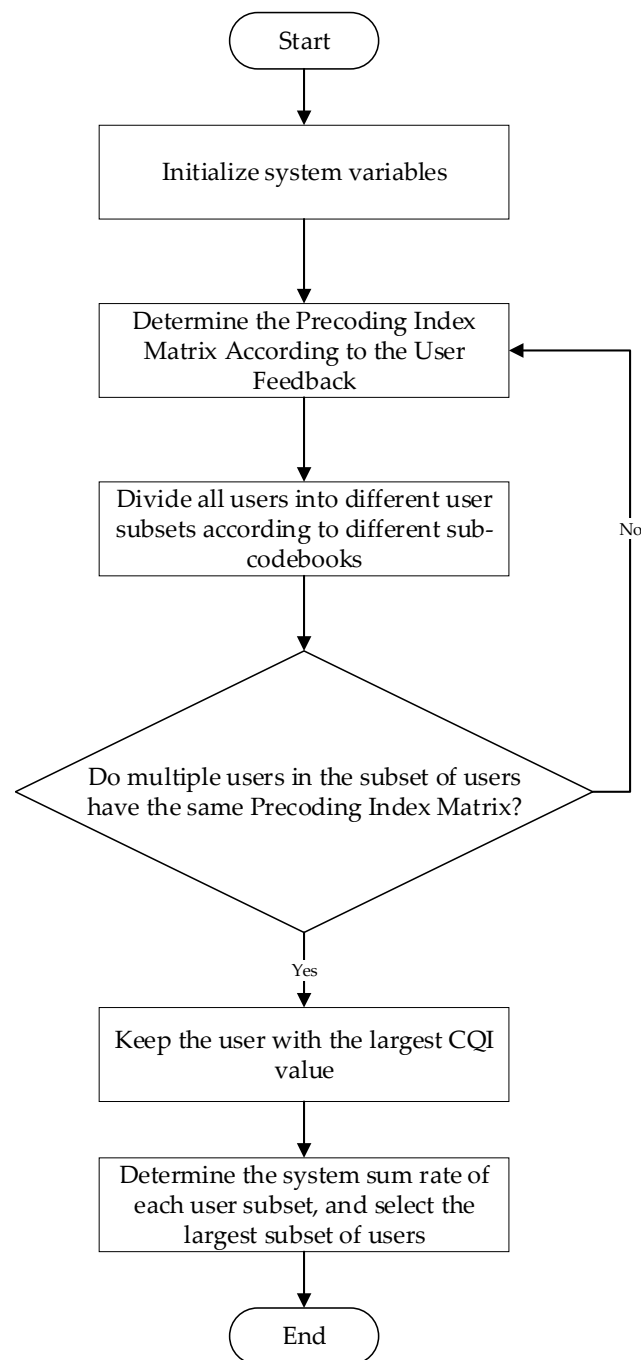 Start
Initialize system variables
Determine the Precoding Index
Matrix According to the User
Feedback
Divide all users into different user
subsets according to different sub-
codebooks
No
Do multiple users in the subset of users
have the same Precoding Index Matrix?
Yes
Keep the user with the largest CQI
value
Determine the system sum rate of
each user subset, and select the
largest subset of users
End